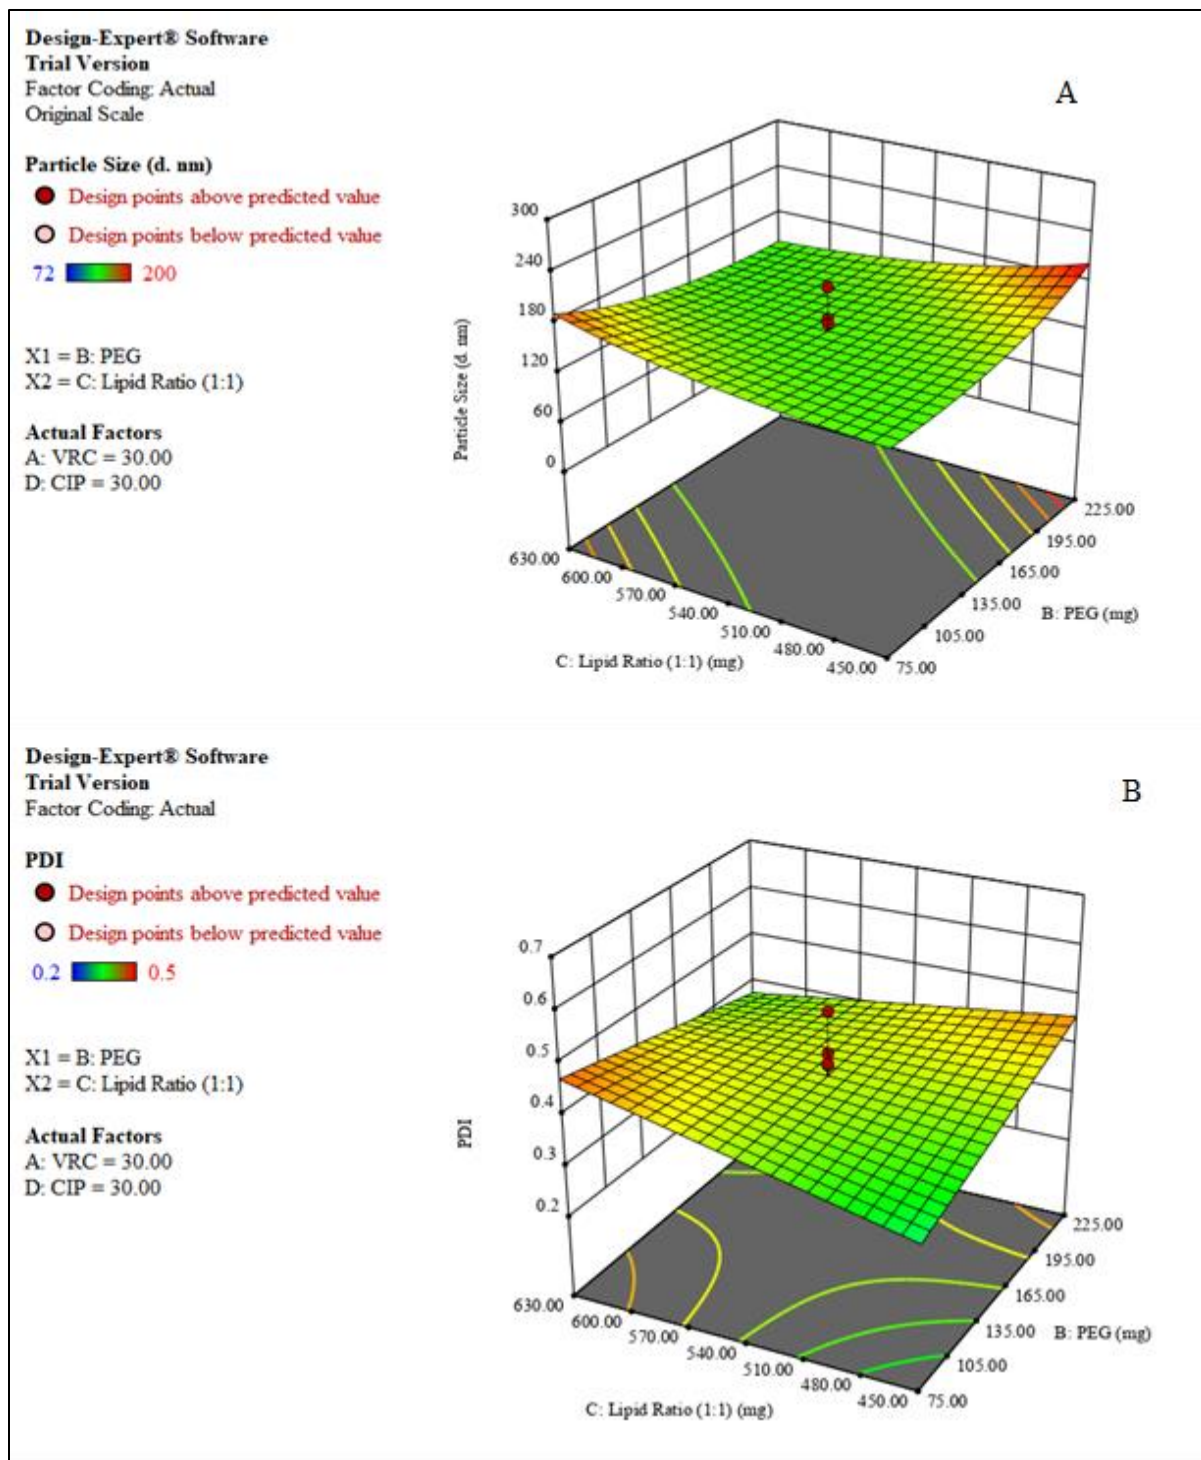 Design-Expert® Software
Trial Version
Factor Coding: Actual
Original Scale
Particle Size (d. nm)
Design points above predicted value
Design points below predicted value
72 200
X1 = B: PEG
X2 = C: Lipid Ratio (1:1)
Actual Factors
A: VRC = 30.00
D: CIP = 30.00
A
300
240
180
120
60
0
Particle Size (d. nm)
630.00
600.00
570.00
540.00
510.00
480.00
450.00
C: Lipid Ratio (1:1) (mg)
75.00
105.00
135.00
165.00
195.00
225.00
B: PEG (mg)
Design-Expert® Software
Trial Version
Factor Coding: Actual
PDI
Design points above predicted value
Design points below predicted value
0.2 0.5
X1 = B: PEG
X2 = C: Lipid Ratio (1:1)
Actual Factors
A: VRC = 30.00
D: CIP = 30.00
B
0.7
0.6
0.5
0.4
0.3
0.2
PDI
630.00
600.00
570.00
540.00
510.00
480.00
450.00
C: Lipid Ratio (1:1) (mg)
75.00
105.00
135.00
165.00
195.00
225.00
B: PEG (mg)